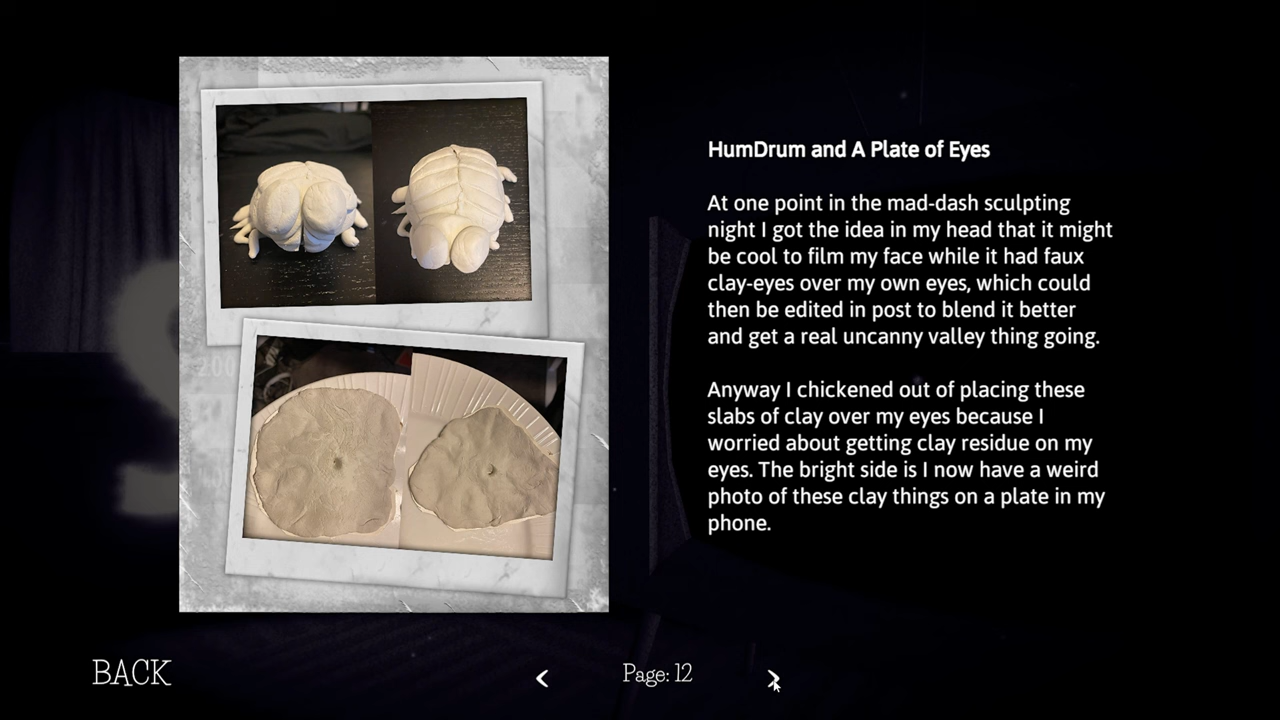 HumDrum and A Plate of Eyes
At one point in the mad-dash sculpting
night I got the idea in my head that it might
be cool to film my face while it had faux
clay-eyes over my own eyes, which could
then be edited in post to blend it better
and get a real uncanny valley thing going.
Anyway I chickened out of placing these
slabs of clay over my eyes because I
worried about getting clay residue on my
eyes. The bright side is I now have a weird
photo of these clay things on a plate in my
phone.
BACK
< Page: 12 >